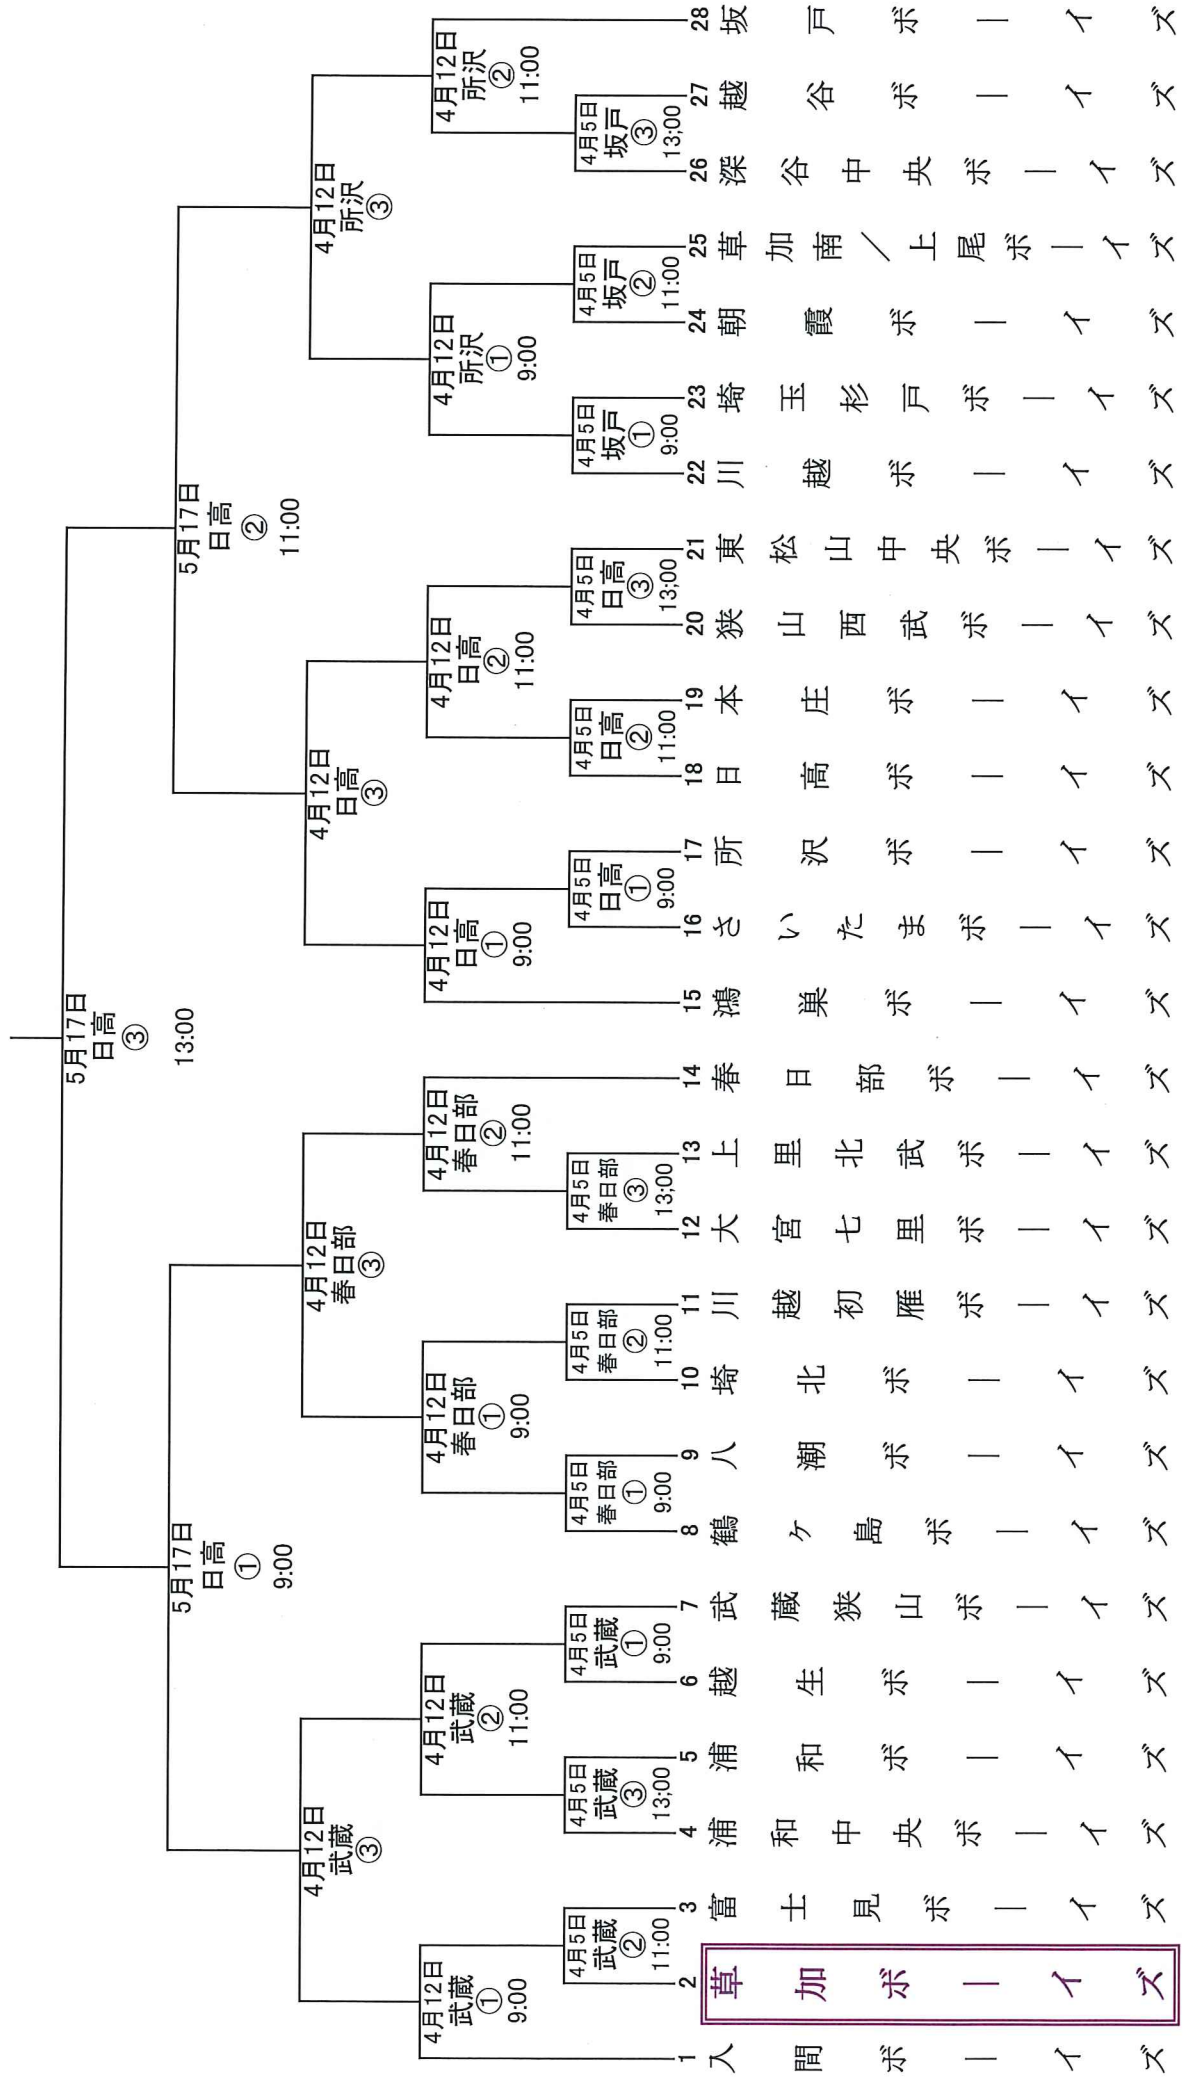 5月17日
日高
③
13:00
5月17日
日高
①
9:00
5月17日
日高
②
11:00
4月12日
武蔵
③
4月12日
春日部
③
4月12日
日高
③
4月12日
所沢
③
4月12日
武蔵
①
9:00
4月12日
武蔵
②
11:00
4月12日
春日部
①
9:00
4月12日
春日部
②
11:00
4月12日
日高
①
9:00
4月12日
日高
②
11:00
4月12日
所沢
①
9:00
4月12日
所沢
②
11:00
4月5日
武蔵
②
11:00
4月5日
武蔵
③
13;00
4月5日
武蔵
①
9:00
4月5日
春日部
①
9:00
4月5日
春日部
②
11:00
4月5日
春日部
③
13;00
4月5日
日高
①
9:00
4月5日
日高
②
11:00
4月5日
日高
③
13;00
4月5日
坂戸
①
9:00
4月5日
坂戸
②
11:00
4月5日
坂戸
③
13;00
1 入間ボーイズ
2 草加ボーイズ
3 富士見ボーイズ
4 浦和中央ボーイズ
5 浦和ボーイズ
6 越生ボーイズ
7 武蔵狭山ボーイズ
8 鶴ヶ島ボーイズ
9 八潮ボーイズ
10 埼北ボーイズ
11 川越初雁ボーイズ
12 大宮七里ボーイズ
13 上里北武ボーイズ
14 春日部ボーイズ
15 鴻巣ボーイズ
16 さいたまボーイズ
17 所沢ボーイズ
18 日高ボーイズ
19 本庄ボーイズ
20 狭山西武ボーイズ
21 東松山中央ボーイズ
22 川越ボーイズ
23 埼玉杉戸ボーイズ
24 朝霞ボーイズ
25 草加南／上尾ボーイズ
26 深谷中央ボーイズ
27 越谷ボーイズ
28 坂戸ボーイズ